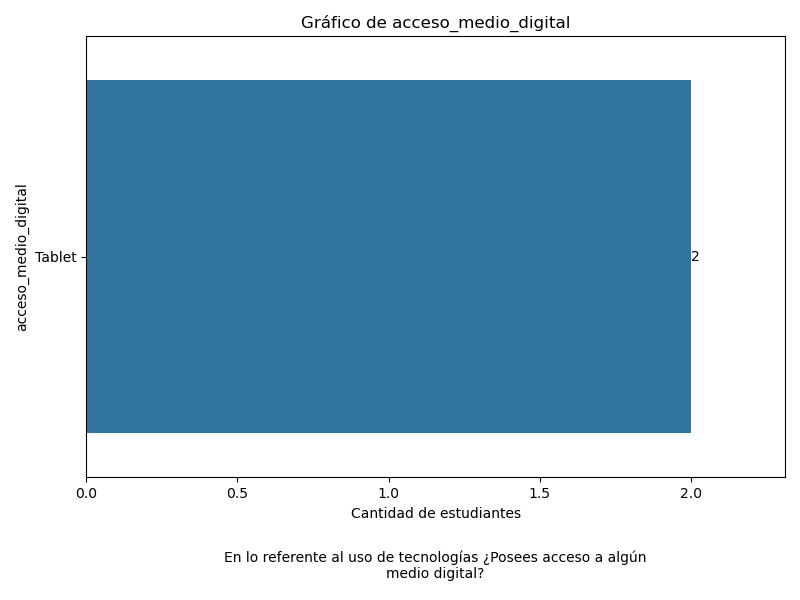 Gráfico de acceso_medio_digital
acceso_medio_digital
Tablet
2
0.0 0.5 1.0 1.5 2.0
Cantidad de estudiantes
En lo referente al uso de tecnologías ¿Posees acceso a algún
medio digital?